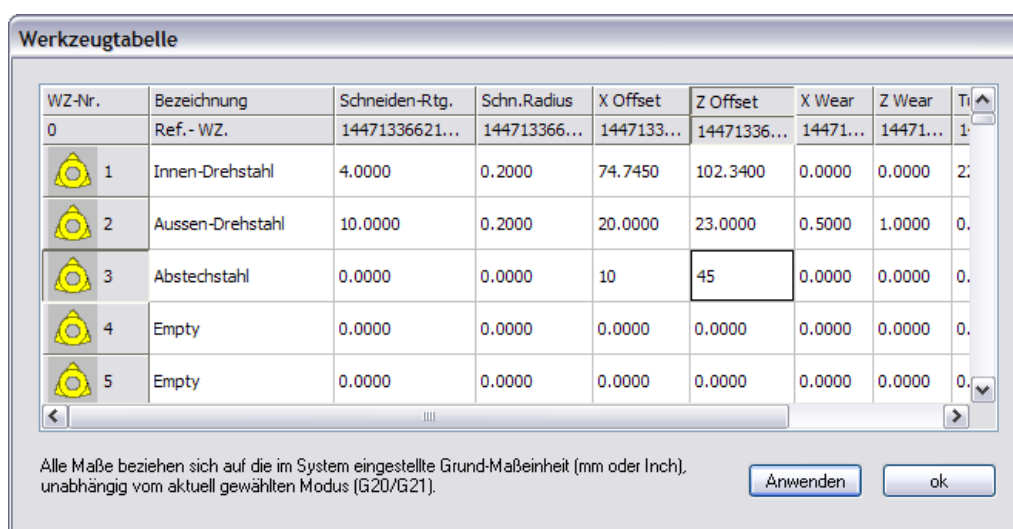 Werkzeugtabelle
WZ-Nr. Bezeichnung Schneiden-Rtg. Schn.Radius X Offset Z Offset X Wear Z Wear
0 Ref.- WZ. 14471336621... 144713366... 1447133... 14471336... 14471... 14471...
1 Innen-Drehstahl 4.0000 0.2000 74.7450 102.3400 0.0000 0.0000
2 Aussen-Drehstahl 10.0000 0.2000 20.0000 23.0000 0.5000 1.0000 0.
3 Abstechstahl 0.0000 0.0000 10 45 0.0000 0.0000 0.
4 Empty 0.0000 0.0000 0.0000 0.0000 0.0000 0.0000 0.
5 Empty 0.0000 0.0000 0.0000 0.0000 0.0000 0.0000 0.
Alle Maße beziehen sich auf die im System eingestellte Grund-Maßeinheit (mm oder Inch),
unabhängig vom aktuell gewählten Modus (G20/G21).
Anwenden ok